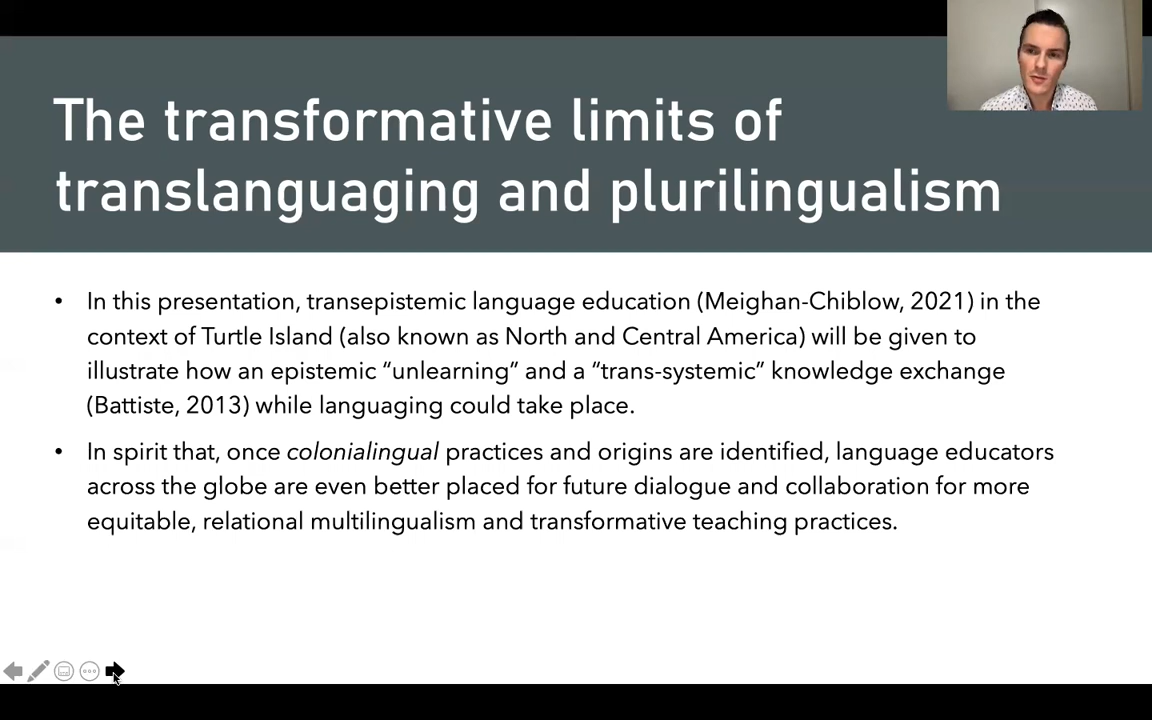 The transformative limits of
translanguaging and plurilingualism
• In this presentation, transepistemic language education (Meighan-Chiblow, 2021) in the
context of Turtle Island (also known as North and Central America) will be given to
illustrate how an epistemic “unlearning” and a “trans-systemic” knowledge exchange
(Battiste, 2013) while languaging could take place.
• In spirit that, once colonialingual practices and origins are identified, language educators
across the globe are even better placed for future dialogue and collaboration for more
equitable, relational multilingualism and transformative teaching practices.